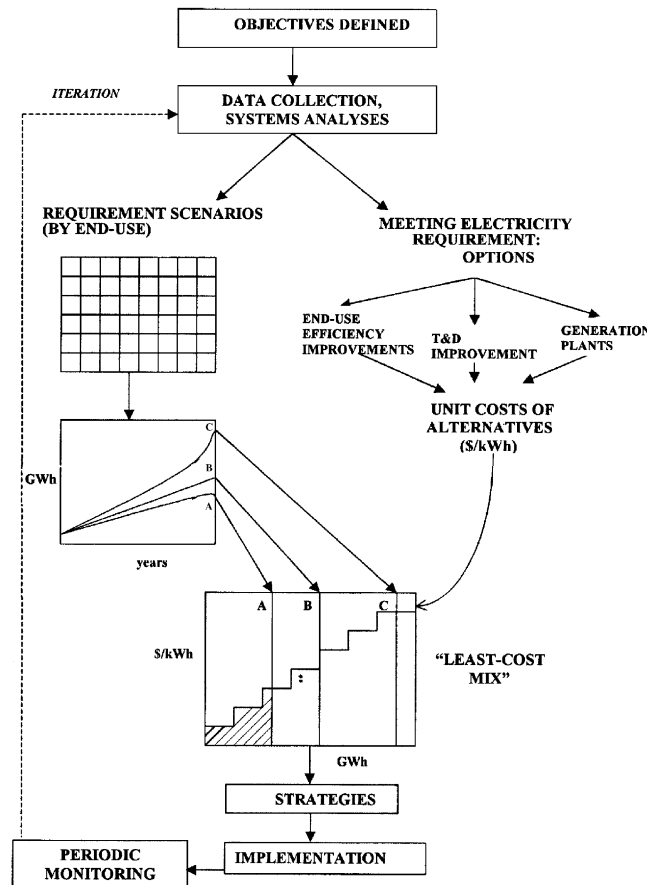 OBJECTIVES DEFINED
ITERATION
DATA COLLECTION,
SYSTEMS ANALYSES
REQUIREMENT SCENARIOS
(BY END-USE)
MEETING ELECTRICITY
REQUIREMENT:
OPTIONS
END-USE
EFFICIENCY
IMPROVEMENTS
T&D
IMPROVEMENT
GENERATION
PLANTS
UNIT COSTS OF
ALTERNATIVES
($/kWh)
C
B
A
GWh
years
A
B
C
$/kWh
"LEAST-COST
MIX"
GWh
STRATEGIES
IMPLEMENTATION
PERIODIC
MONITORING